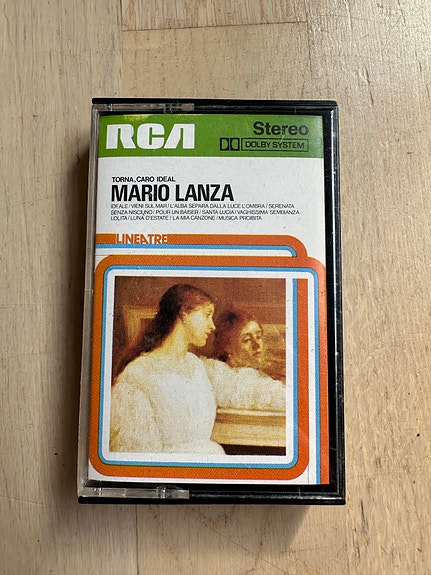 RCA
Stereo
DOLBY SYSTEM
TORNA, CARO IDEAL
MARIO LANZA
IDEALE / VIENI SUL MAR / L'ALBA SEPARA DALLA LUCE L'OMBRA / SERENATA
SENZA NISCIUNO / POUR UN BAISER / SANTA LUCIA / VAGHISSIMA SEMBIANZA
LOLITA / LUNA D'ESTATE / LA MIA CANZONE / MUSICA PROIBITA
LINEATRE